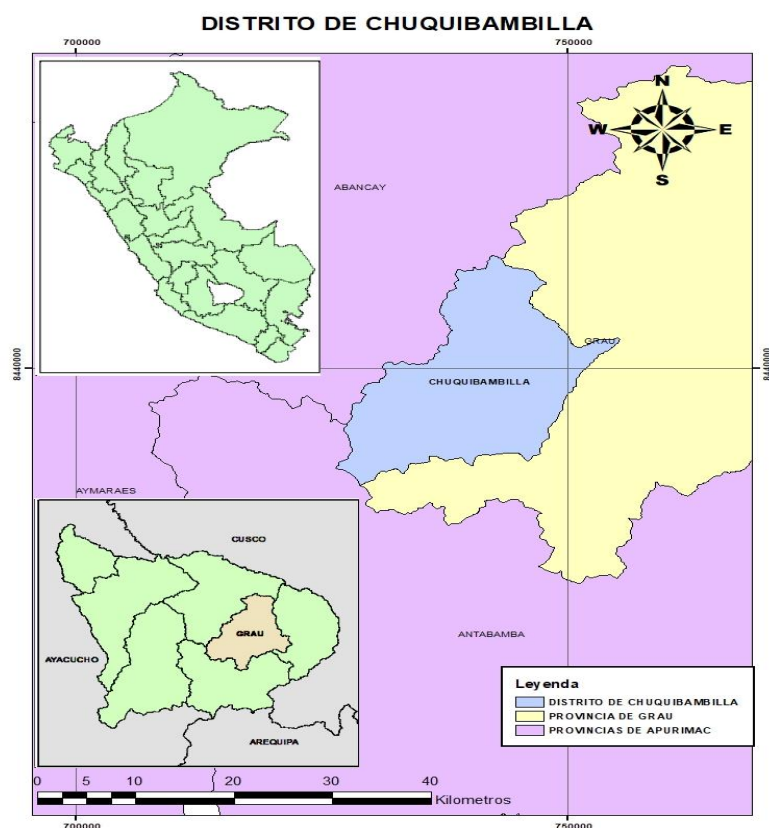 DISTRITO DE CHUQUIBAMBILLA
700000
750000
N
W
E
S
ABANCAY
GRAU
8440000
8440000
CHUQUIBAMBILLA
AYMARAES
CUSCO
GRAU
AYACUCHO
AREQUIPA
ANTABAMBA
Leyenda
DISTRITO DE CHUQUIBAMBILLA
PROVINCIA DE GRAU
PROVINCIAS DE APURIMAC
0 5 10 20 30 40
Kilometros
700000
750000